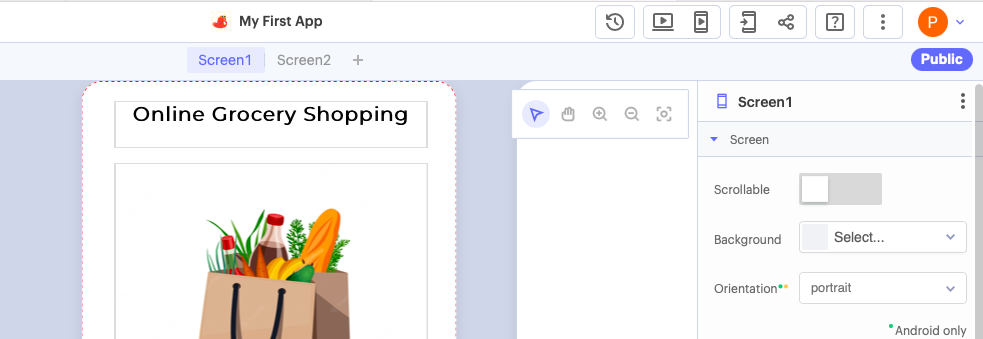 My First App
P
Screen1
Screen2
+
Public
Online Grocery Shopping
Screen1
Screen
Scrollable
Background
Select...
Orientation
portrait
Android only